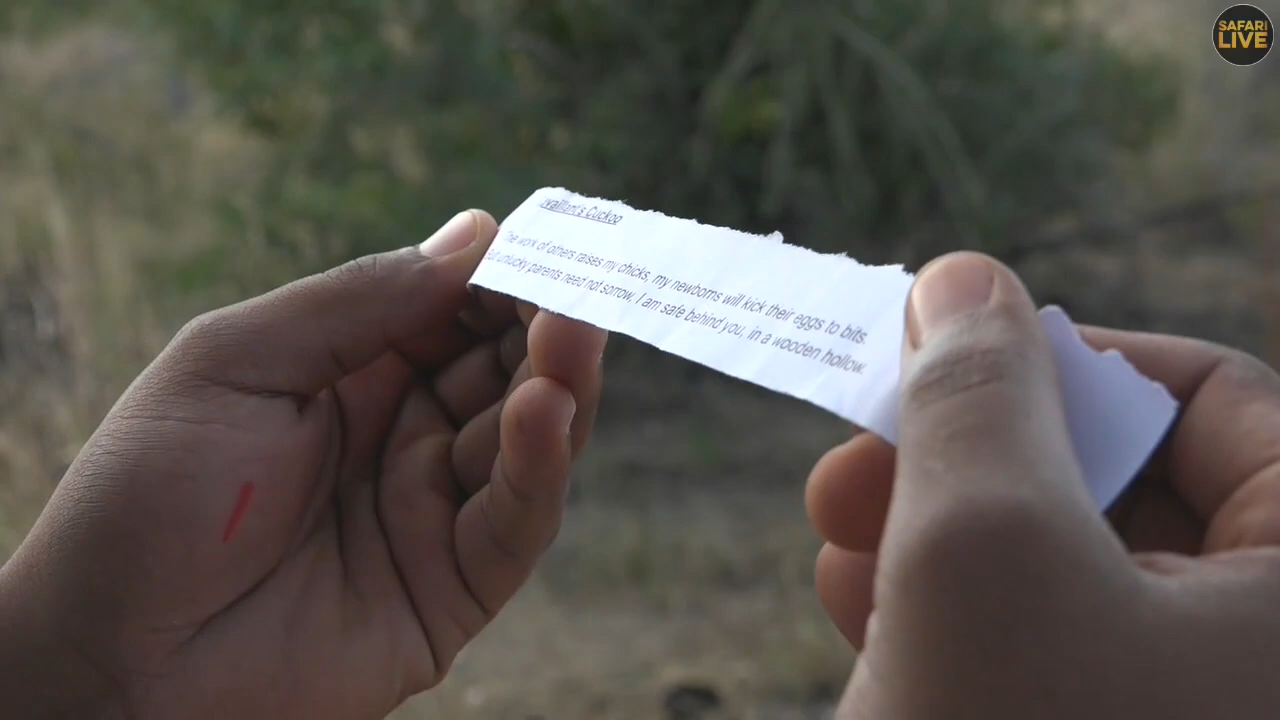 SAFARI
LIVE
vaillant's Cuckoo
The work of others raises my chicks, my newborns will kick their eggs to bits.
But unlucky parents need not sorrow, I am safe behind you, in a wooden hollow.